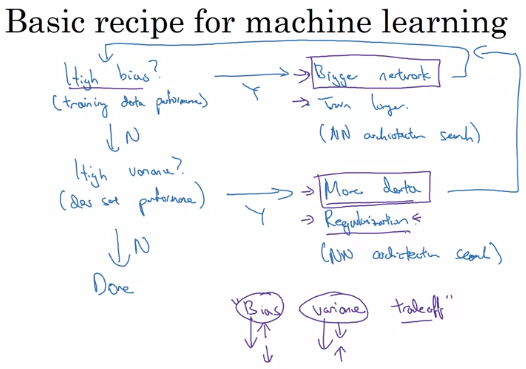 Basic recipe for machine learning
High bias?
(training data performance)
Y
Bigger network
Train longer.
(NN architecture search)
N
High variance?
(dev set performance)
Y
More data
Regularization
(NN architecture search)
N
Done
"Bias variance tradeoff"